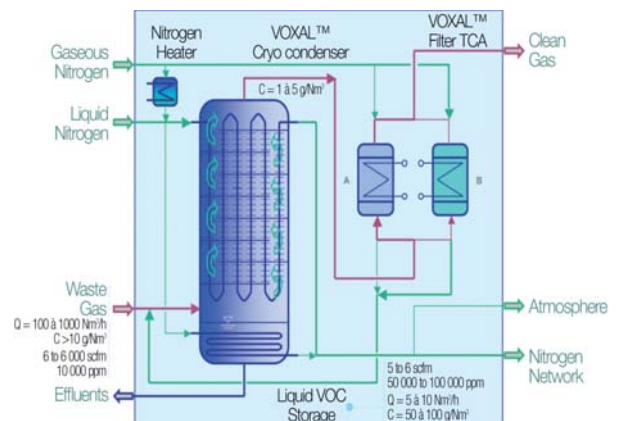 Nitrogen
Heater
VOXAL™
Cryo condenser
VOXAL™
Filter TCA
Gaseous
Nitrogen
Clean
Gas
C = 1 à 5 g/Nm³
Liquid
Nitrogen
A
B
Waste
Gas
Q = 100 à 1000 Nm³/h
C >10 g/Nm³
6 to 6 000 scfm
10 000 ppm
Atmosphere
Nitrogen
Network
5 to 6 scfm
50 000 to 100 000 ppm
Q = 5 à 10 Nm³/h
C = 50 à 100 g/Nm³
Effluents
Liquid VOC
Storage